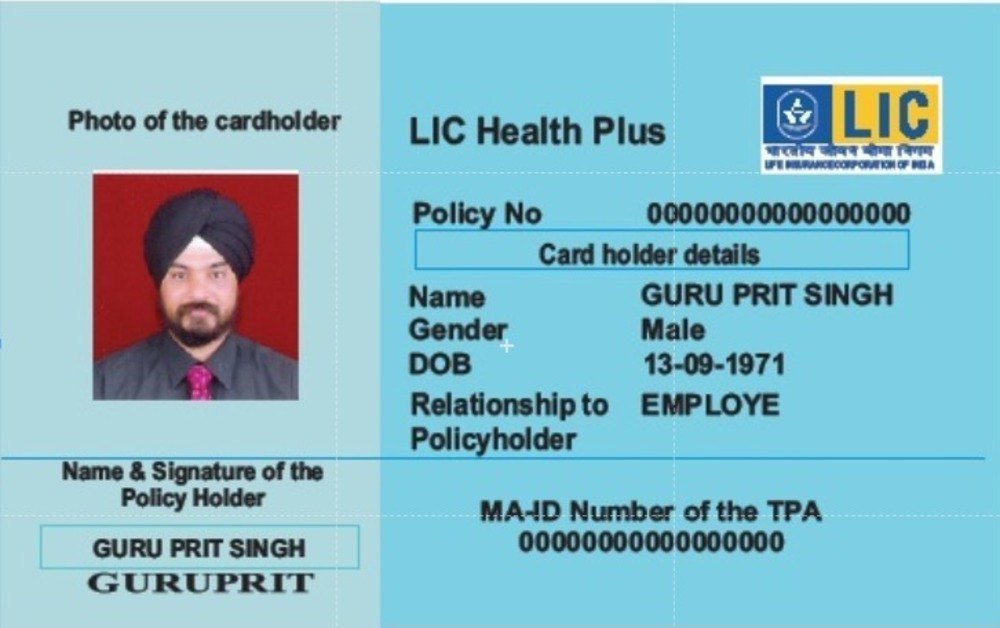 Photo of the cardholder
Name & Signature of the
Policy Holder
GURU PRIT SINGH
GURUPRIT
LIC Health Plus
LIC
भारतीय जीवन बीमा निगम
LIFE INSURANCE CORPORATION OF INDIA
Policy No 00000000000000000
Card holder details
Name GURU PRIT SINGH
Gender Male
DOB 13-09-1971
Relationship to EMPLOYE
Policyholder
MA-ID Number of the TPA
00000000000000000